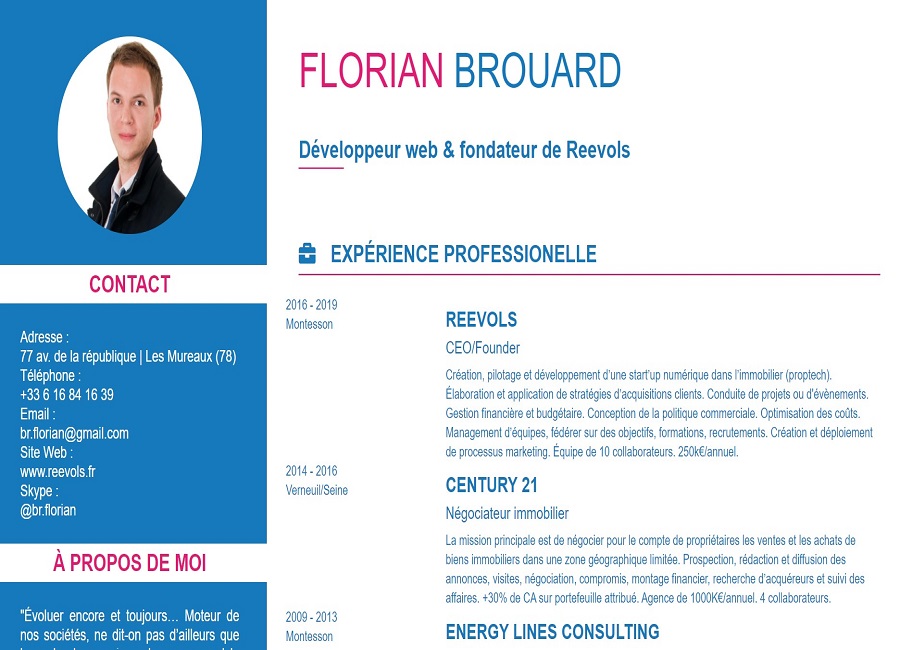 FLORIAN BROUARD
Développeur web & fondateur de Reevols
CONTACT
Adresse :
77 av. de la république | Les Mureaux (78)
Téléphone :
+33 6 16 84 16 39
Email :
br.florian@gmail.com
Site Web :
www.reevols.fr
Skype :
@br.florian
À PROPOS DE MOI
"Évoluer encore et toujours... Moteur de
nos sociétés, ne dit-on pas d'ailleurs que
EXPÉRIENCE PROFESSIONELLE
2016 - 2019
Montesson
REEVOLS
CEO/Founder
Création, pilotage et développement d'une start'up numérique dans l'immobilier (proptech).
Élaboration et application de stratégies d'acquisitions clients. Conduite de projets ou d'évènements.
Gestion financière et budgétaire. Conception de la politique commerciale. Optimisation des coûts.
Management d'équipes, fédérer sur des objectifs, formations, recrutements. Création et déploiement
de processus marketing. Équipe de 10 collaborateurs. 250k€/annuel.
2014 - 2016
Verneuil/Seine
CENTURY 21
Négociateur immobilier
La mission principale est de négocier pour le compte de propriétaires les ventes et les achats de
biens immobiliers dans une zone géographique limitée. Prospection, rédaction et diffusion des
annonces, visites, négociation, compromis, montage financier, recherche d'acquéreurs et suivi des
affaires. +30% de CA sur portefeuille attribué. Agence de 1000K€/annuel. 4 collaborateurs.
2009 - 2013
Montesson
ENERGY LINES CONSULTING